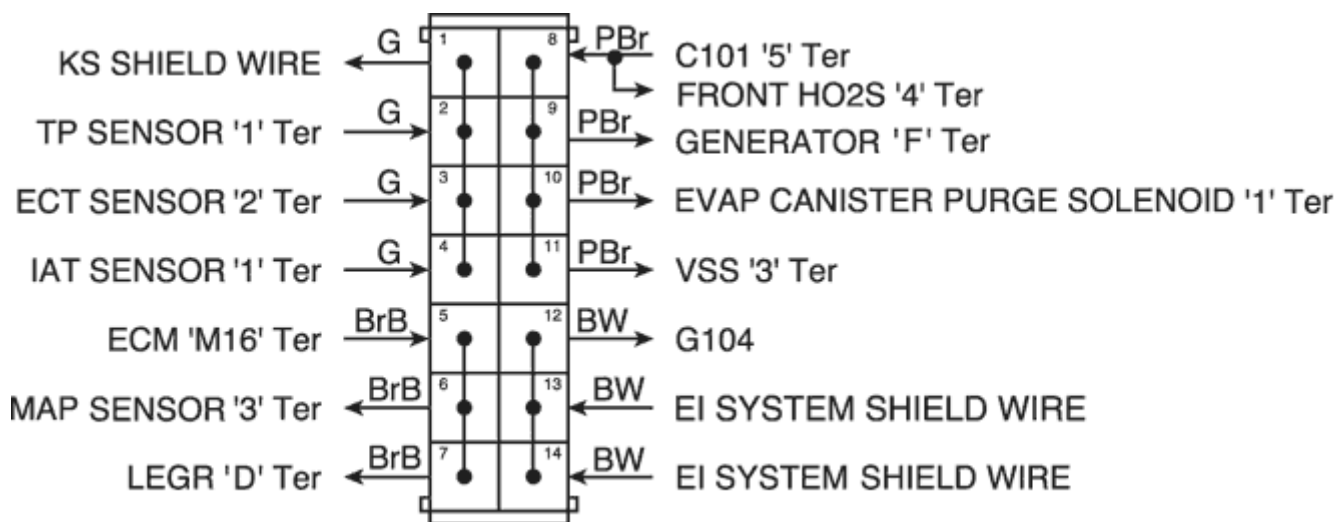 KS SHIELD WIRE G 1 8 PBr C101 '5' Ter
FRONT HO2S '4' Ter
TP SENSOR '1' Ter G 2 9 PBr GENERATOR 'F' Ter
ECT SENSOR '2' Ter G 3 10 PBr EVAP CANISTER PURGE SOLENOID '1' Ter
IAT SENSOR '1' Ter G 4 11 PBr VSS '3' Ter
ECM 'M16' Ter BrB 5 12 BW G104
MAP SENSOR '3' Ter BrB 6 13 BW EI SYSTEM SHIELD WIRE
LEGR 'D' Ter BrB 7 14 BW EI SYSTEM SHIELD WIRE